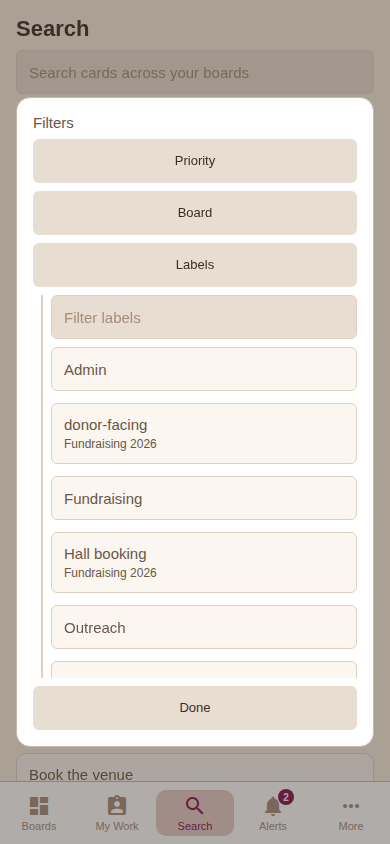 Search
Search cards across your boards
Filters
Priority
Board
Labels
Filter labels
Admin
donor-facing
Fundraising 2026
Fundraising
Hall booking
Fundraising 2026
Outreach
Done
Book the venue
2
Boards
My Work
Search
Alerts
More